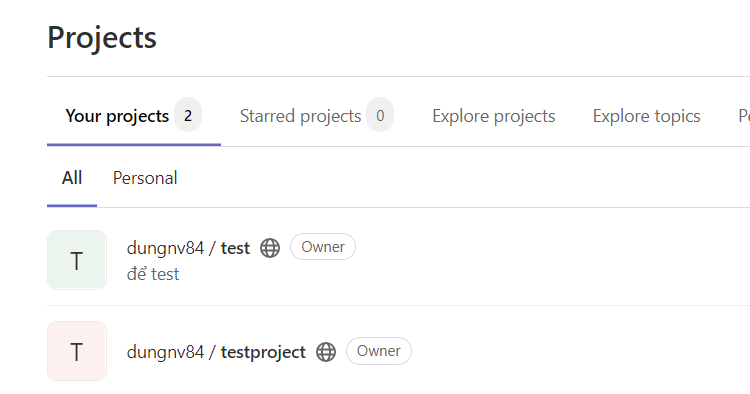 Projects
Your projects 2 Starred projects 0 Explore projects Explore topics
All Personal
T dungnv84 / test Owner
để test
T dungnv84 / testproject Owner